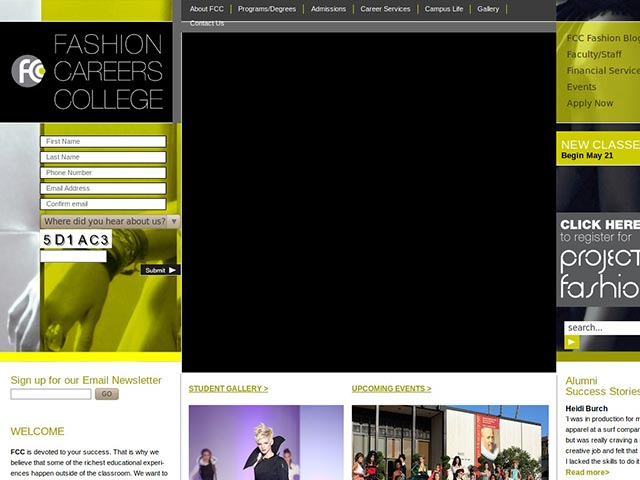 About FCC
Programs/Degrees
Admissions
Career Services
Campus Life
Gallery
Contact Us
FASHION
CAREERS
COLLEGE
FC
FCC Fashion Blog
Faculty/Staff
Financial Service
Events
Apply Now
First Name
Last Name
Phone Number
Email Address
Confirm email
Where did you hear about us?
5D1AC3
Submit
NEW CLASSE
Begin May 21
CLICK HERE
to register for
project
fashio
search...
Sign up for our Email Newsletter
GO
WELCOME
FCC is devoted to your success. That is why we
believe that some of the richest educational experi-
ences happen outside of the classroom. We want to
STUDENT GALLERY >
UPCOMING EVENTS >
Alumni
Success Stories
Heidi Burch
'I was in production for m
apparel at a surf compar
but was really craving a
creative job and felt that
I lacked the skills to do it
Read more>